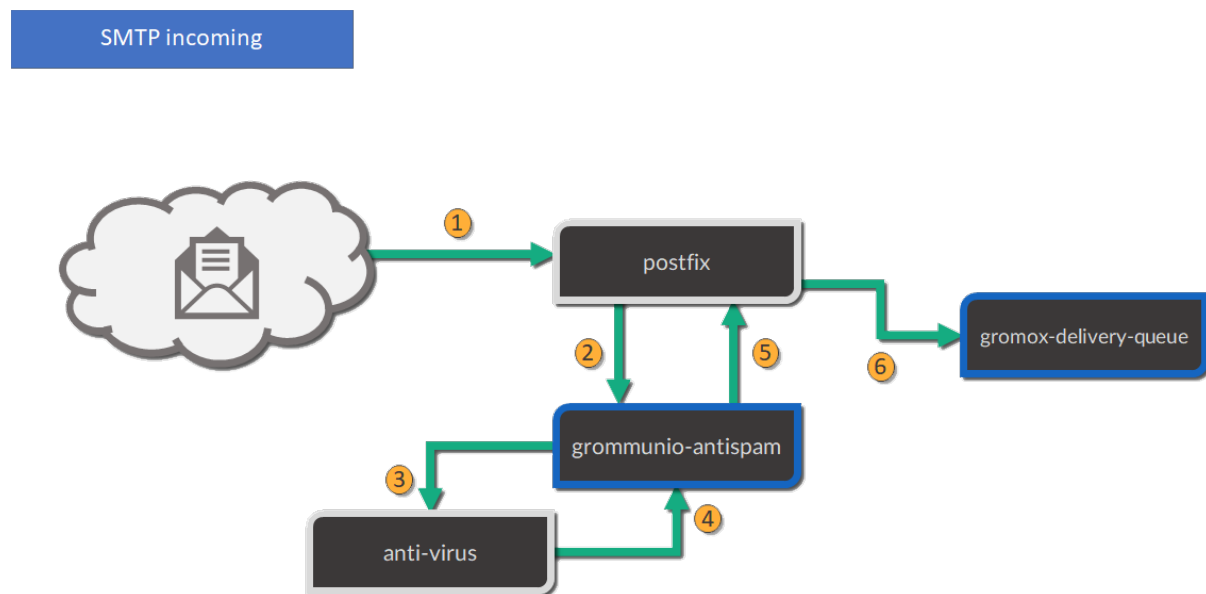 SMTP incoming
1
postfix
2
5
6
gromox-delivery-queue
grommunio-antispam
3
4
anti-virus